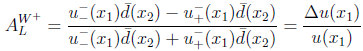 $A_L^{W^+} = \frac{u_-^-(x_1)\bar{d}(x_2) - u_+^-(x_1)\bar{d}(x_2)}{u_-^-(x_1)\bar{d}(x_2) + u_+^-(x_1)\bar{d}(x_2)} = \frac{\Delta u(x_1)}{u(x_1)}$